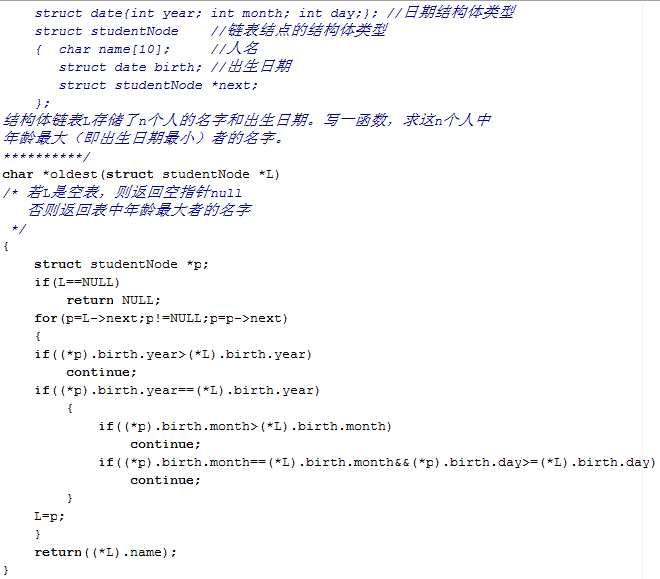 struct date{int year; int month; int day;}; //日期结构体类型
struct studentNode    //链表结点的结构体类型
{  char name[10];     //人名
struct date birth; //出生日期
struct studentNode *next;
};
结构体链表L存储了n个人的名字和出生日期。写一函数，求这n个人中
年龄最大（即出生日期最小）者的名字。
**********/
char *oldest(struct studentNode *L)
/* 若L是空表，则返回空指针null
否则返回表中年龄最大者的名字
*/
{
struct studentNode *p;
if(L==NULL)
return NULL;
for(p=L->next;p!=NULL;p=p->next)
{
if((*p).birth.year>(*L).birth.year)
continue;
if((*p).birth.year==(*L).birth.year)
{
if((*p).birth.month>(*L).birth.month)
continue;
if((*p).birth.month==(*L).birth.month&&(*p).birth.day>=(*L).birth.day)
continue;
}
L=p;
}
return((*L).name);
}